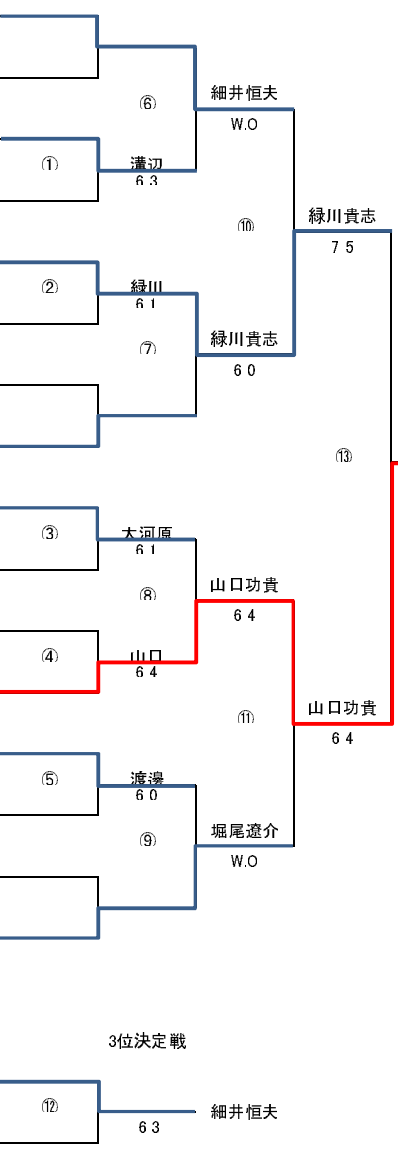 ⑥
細井恒夫
W.O
①
溝辺
6 3
⑩
緑川貴志
7 5
②
緑川
6 1
⑦
緑川貴志
6 0
⑬
③
大河原
6 1
⑧
山口功貴
6 4
④
山口
6 4
⑪
山口功貴
6 4
⑤
渡邊
6 0
⑨
堀尾遼介
W.O
3位決定戦
⑫
細井恒夫
6 3